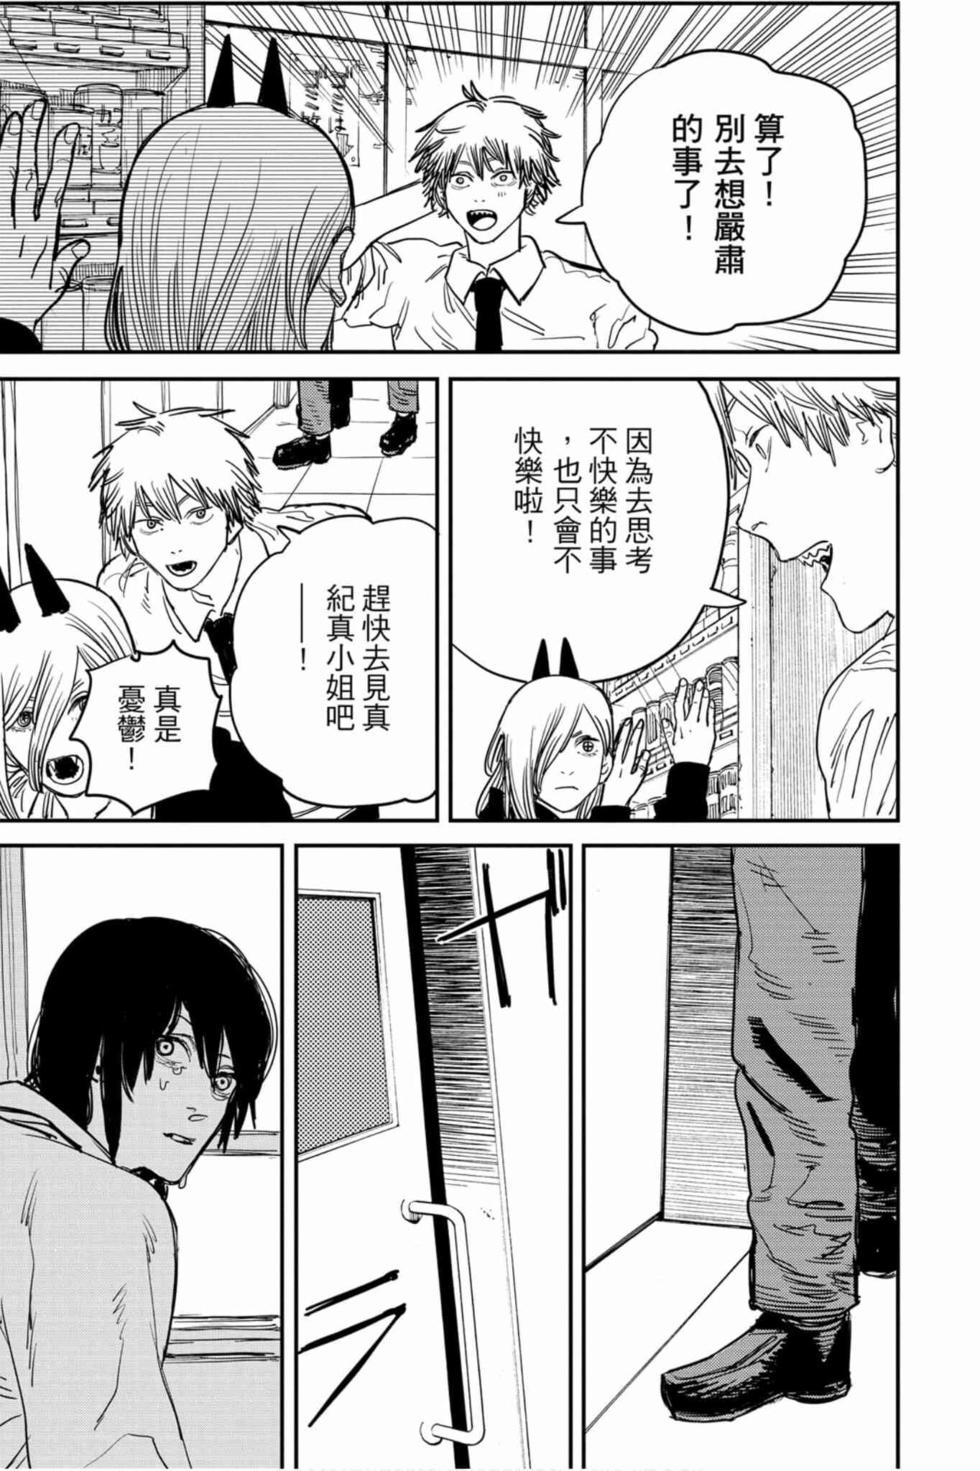 算了！
別去想嚴肅
的事了！
因為去思考
不快樂的事
，也只會不
快樂啦！
趕快去見真
紀真小姐吧
——！
真是
憂鬱！
ガ
ラ